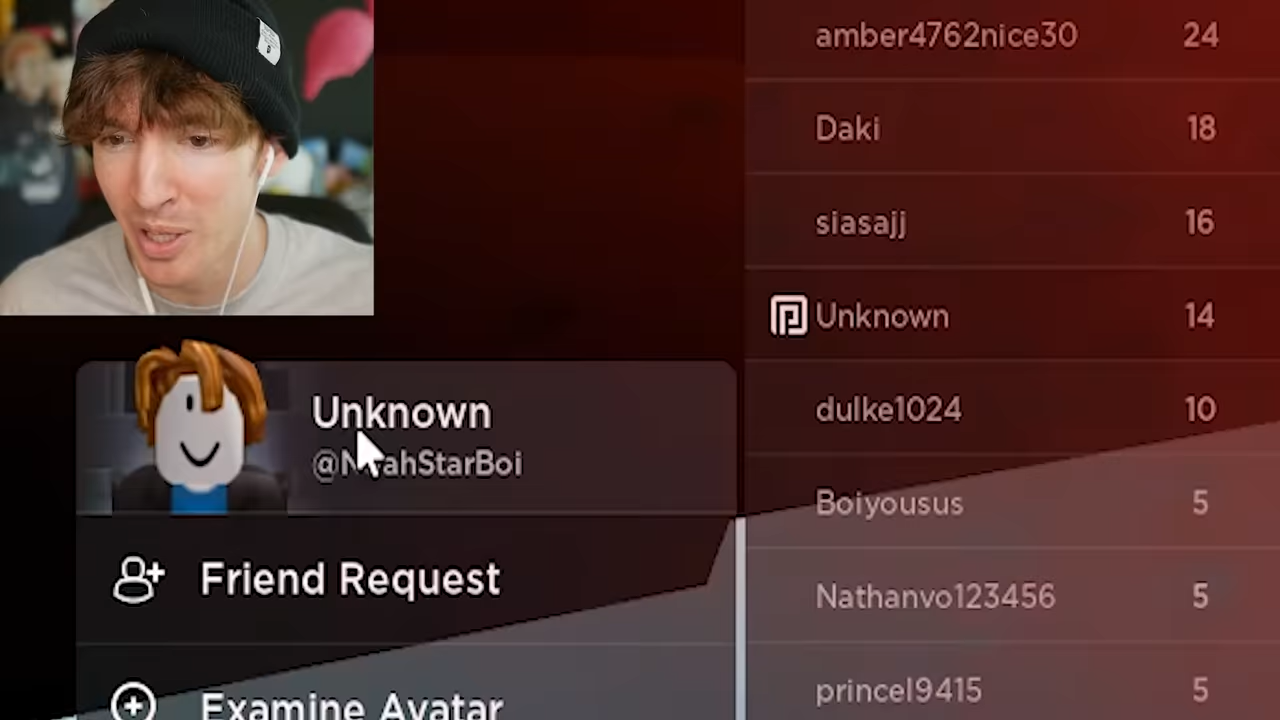 amber4762nice30 24
Daki 18
siasajj 16
Unknown 14
dulke1024 10
Boiyousus 5
Nathanvo123456 5
princel9415 5
Unknown
Friend Request
Examine Avatar